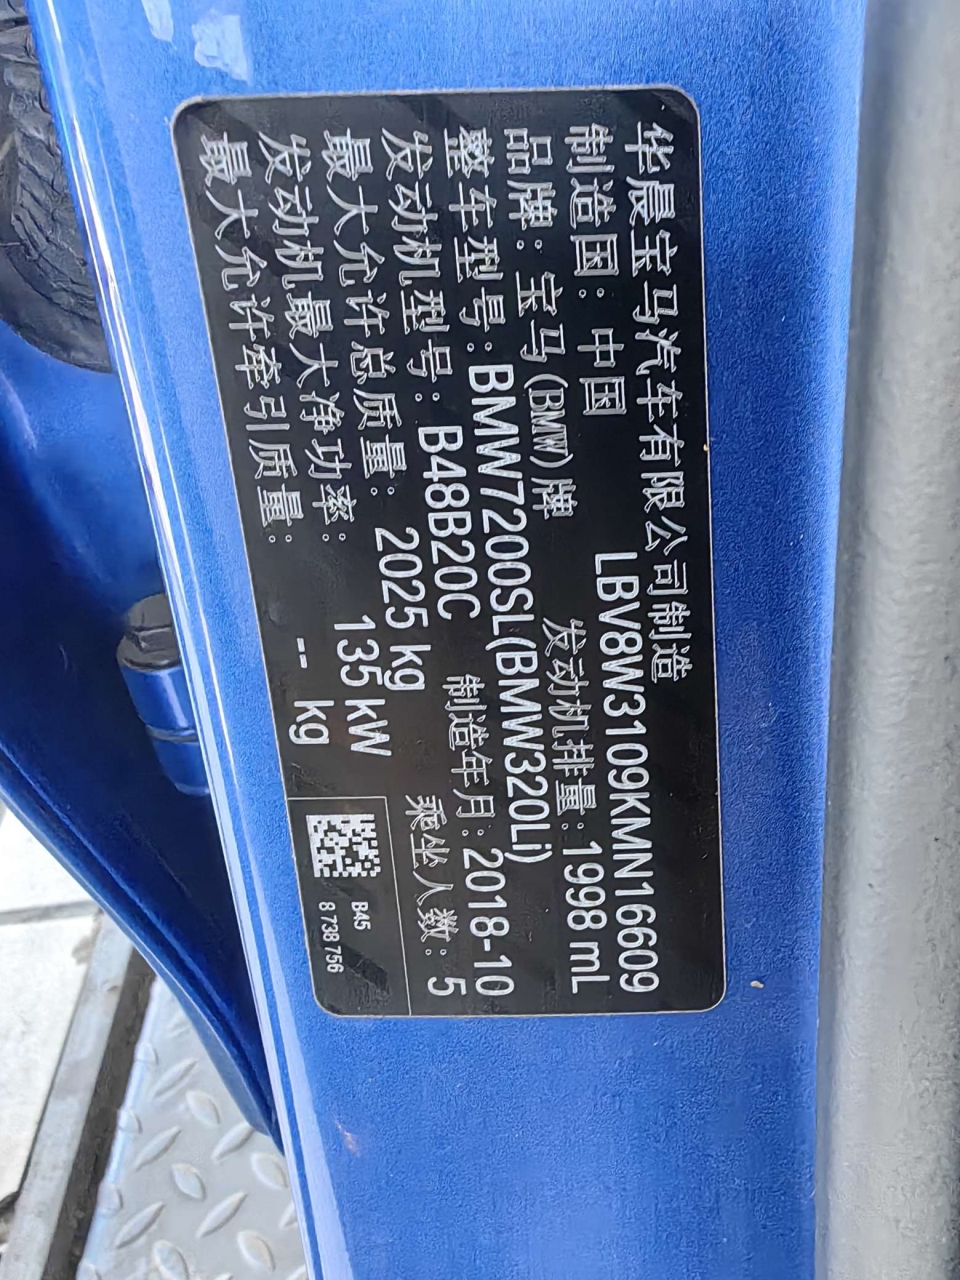 华晨宝马汽车有限公司制造
制造国：中国 LBV8W3109KMN16609
品牌：宝马(BMW)牌 发动机排量：1998 mL
整车型号：BMW7200SL(BMW320Li)
发动机型号：B48B20C 制造年月：2018-10
最大允许总质量：2025 kg 乘坐人数：5
发动机最大净功率：135 kW
最大允许牵引质量：-- kg
B45
8 738 756